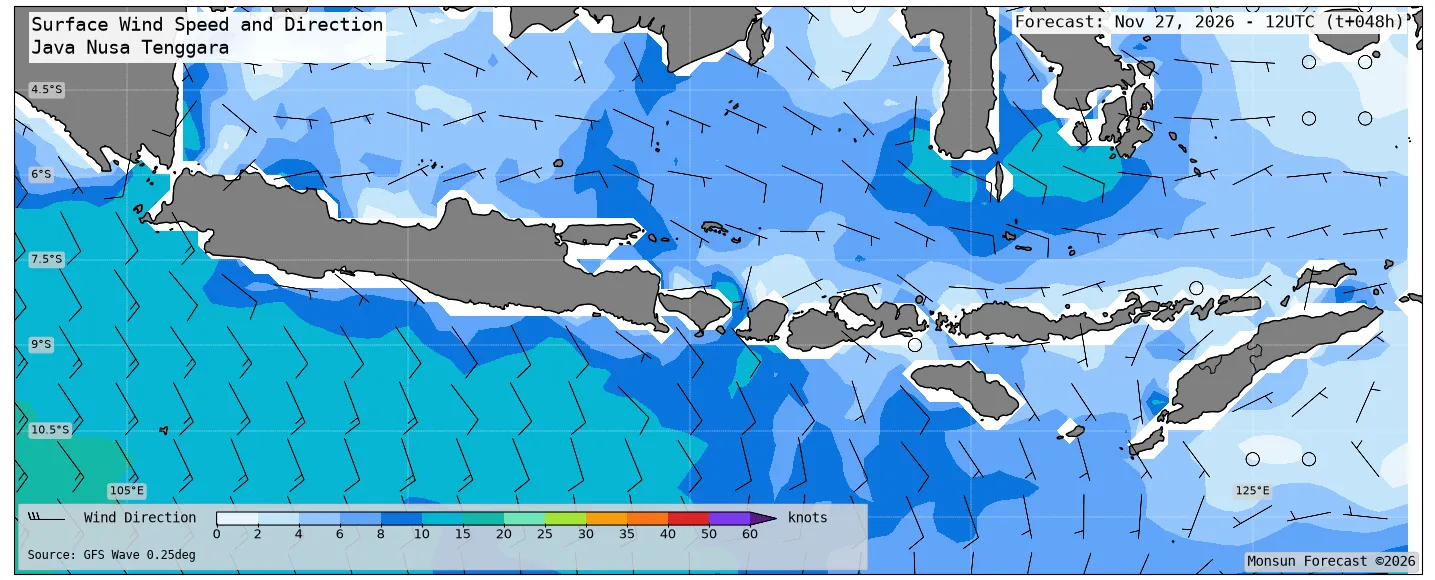 Surface Wind Speed and Direction
Java Nusa Tenggara
Forecast: Nov 27, 2026 - 12UTC (t+048h)
4.5°S
6°S
7.5°S
9°S
10.5°S
105°E
125°E
Wind Direction
0 2 4 6 8 10 15 20 25 30 35 40 50 60
knots
Source: GFS Wave 0.25deg
Monsun Forecast ©2026